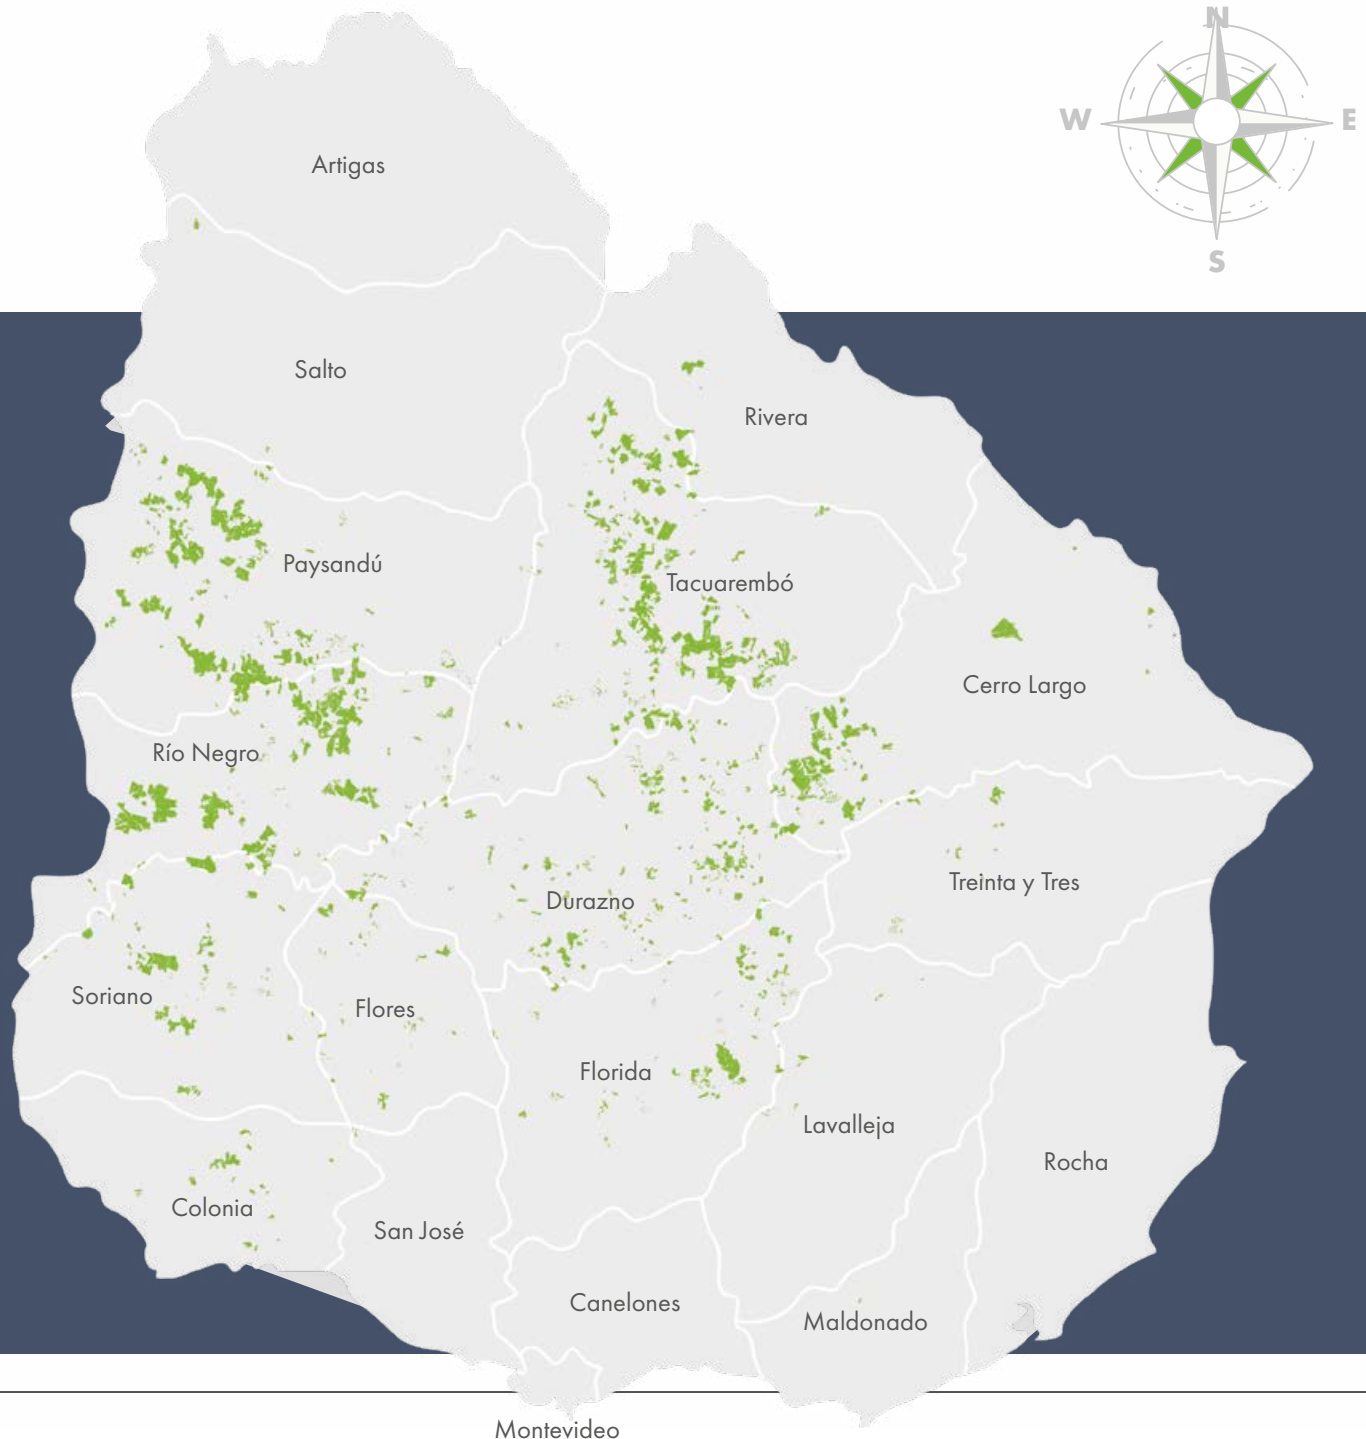 N
W
E
S
Artigas
Salto
Rivera
Paysandú
Tacuarembó
Cerro Largo
Río Negro
Treinta y Tres
Durazno
Soriano
Flores
Florida
Lavalleja
Rocha
Colonia
San José
Canelones
Maldonado
Montevideo